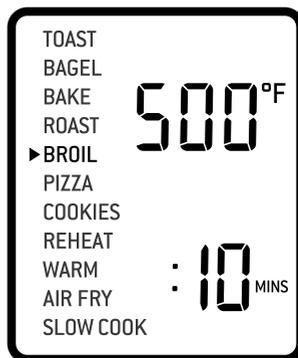 TOAST
BAGEL
BAKE
ROAST
BROIL
PIZZA
COOKIES
REHEAT
WARM
AIR FRY
SLOW COOK
500°F
:10 MINS